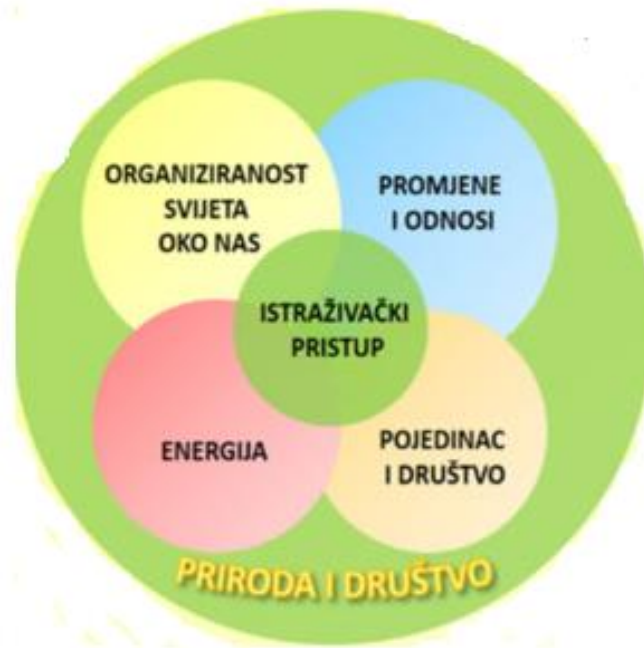 ORGANIZIRANOST
SVIJETA
OKO NAS
PROMJENE
I ODNOSI
ISTRAŽIVAČKI
PRISTUP
ENERGIJA
POJEDINAC
I DRUŠTVO
PRIRODA I DRUŠTVO